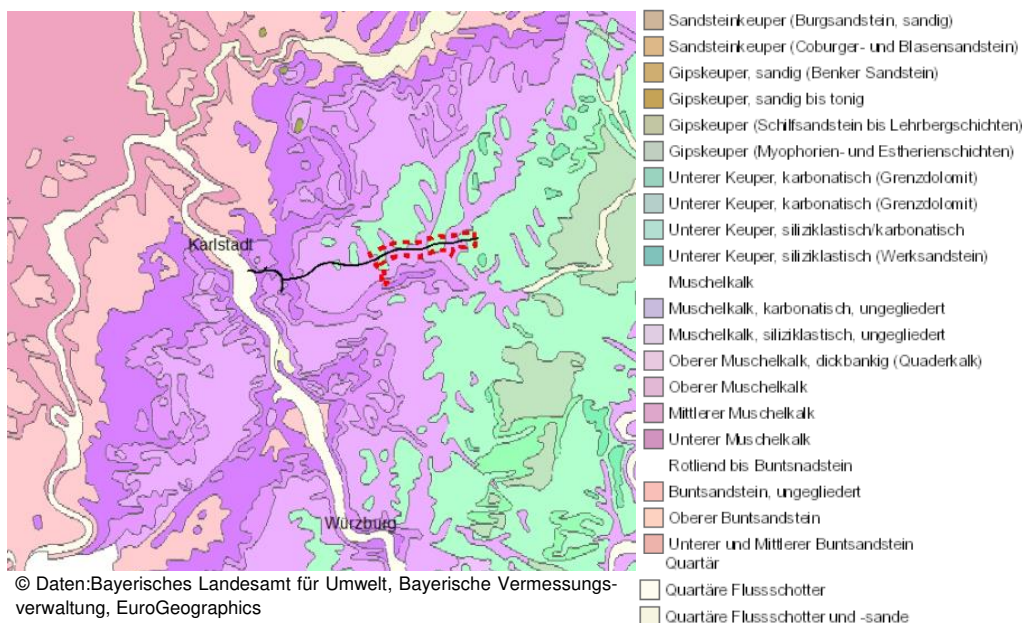 Karlstadt
Würzburg
© Daten:Bayerisches Landesamt für Umwelt, Bayerische Vermessungs-
verwaltung, EuroGeographics
Sandsteinkeuper (Burgsandstein, sandig)
Sandsteinkeuper (Coburger- und Blasensandstein)
Gipskeuper, sandig (Benker Sandstein)
Gipskeuper, sandig bis tonig
Gipskeuper (Schilfsandstein bis Lehrbergschichten)
Gipskeuper (Myophorien- und Estherienschichten)
Unterer Keuper, karbonatisch (Grenzdolomit)
Unterer Keuper, karbonatisch (Grenzdolomit)
Unterer Keuper, siliziklastisch/karbonatisch
Unterer Keuper, siliziklastisch (Werksandstein)
Muschelkalk
Muschelkalk, karbonatisch, ungegliedert
Muschelkalk, siliziklastisch, ungegliedert
Oberer Muschelkalk, dickbankig (Quaderkalk)
Oberer Muschelkalk
Mittlerer Muschelkalk
Unterer Muschelkalk
Rotliend bis Buntsnadstein
Buntsandstein, ungegliedert
Oberer Buntsandstein
Unterer und Mittlerer Buntsandstein
Quartär
Quartäre Flussschotter
Quartäre Flussschotter und -sande